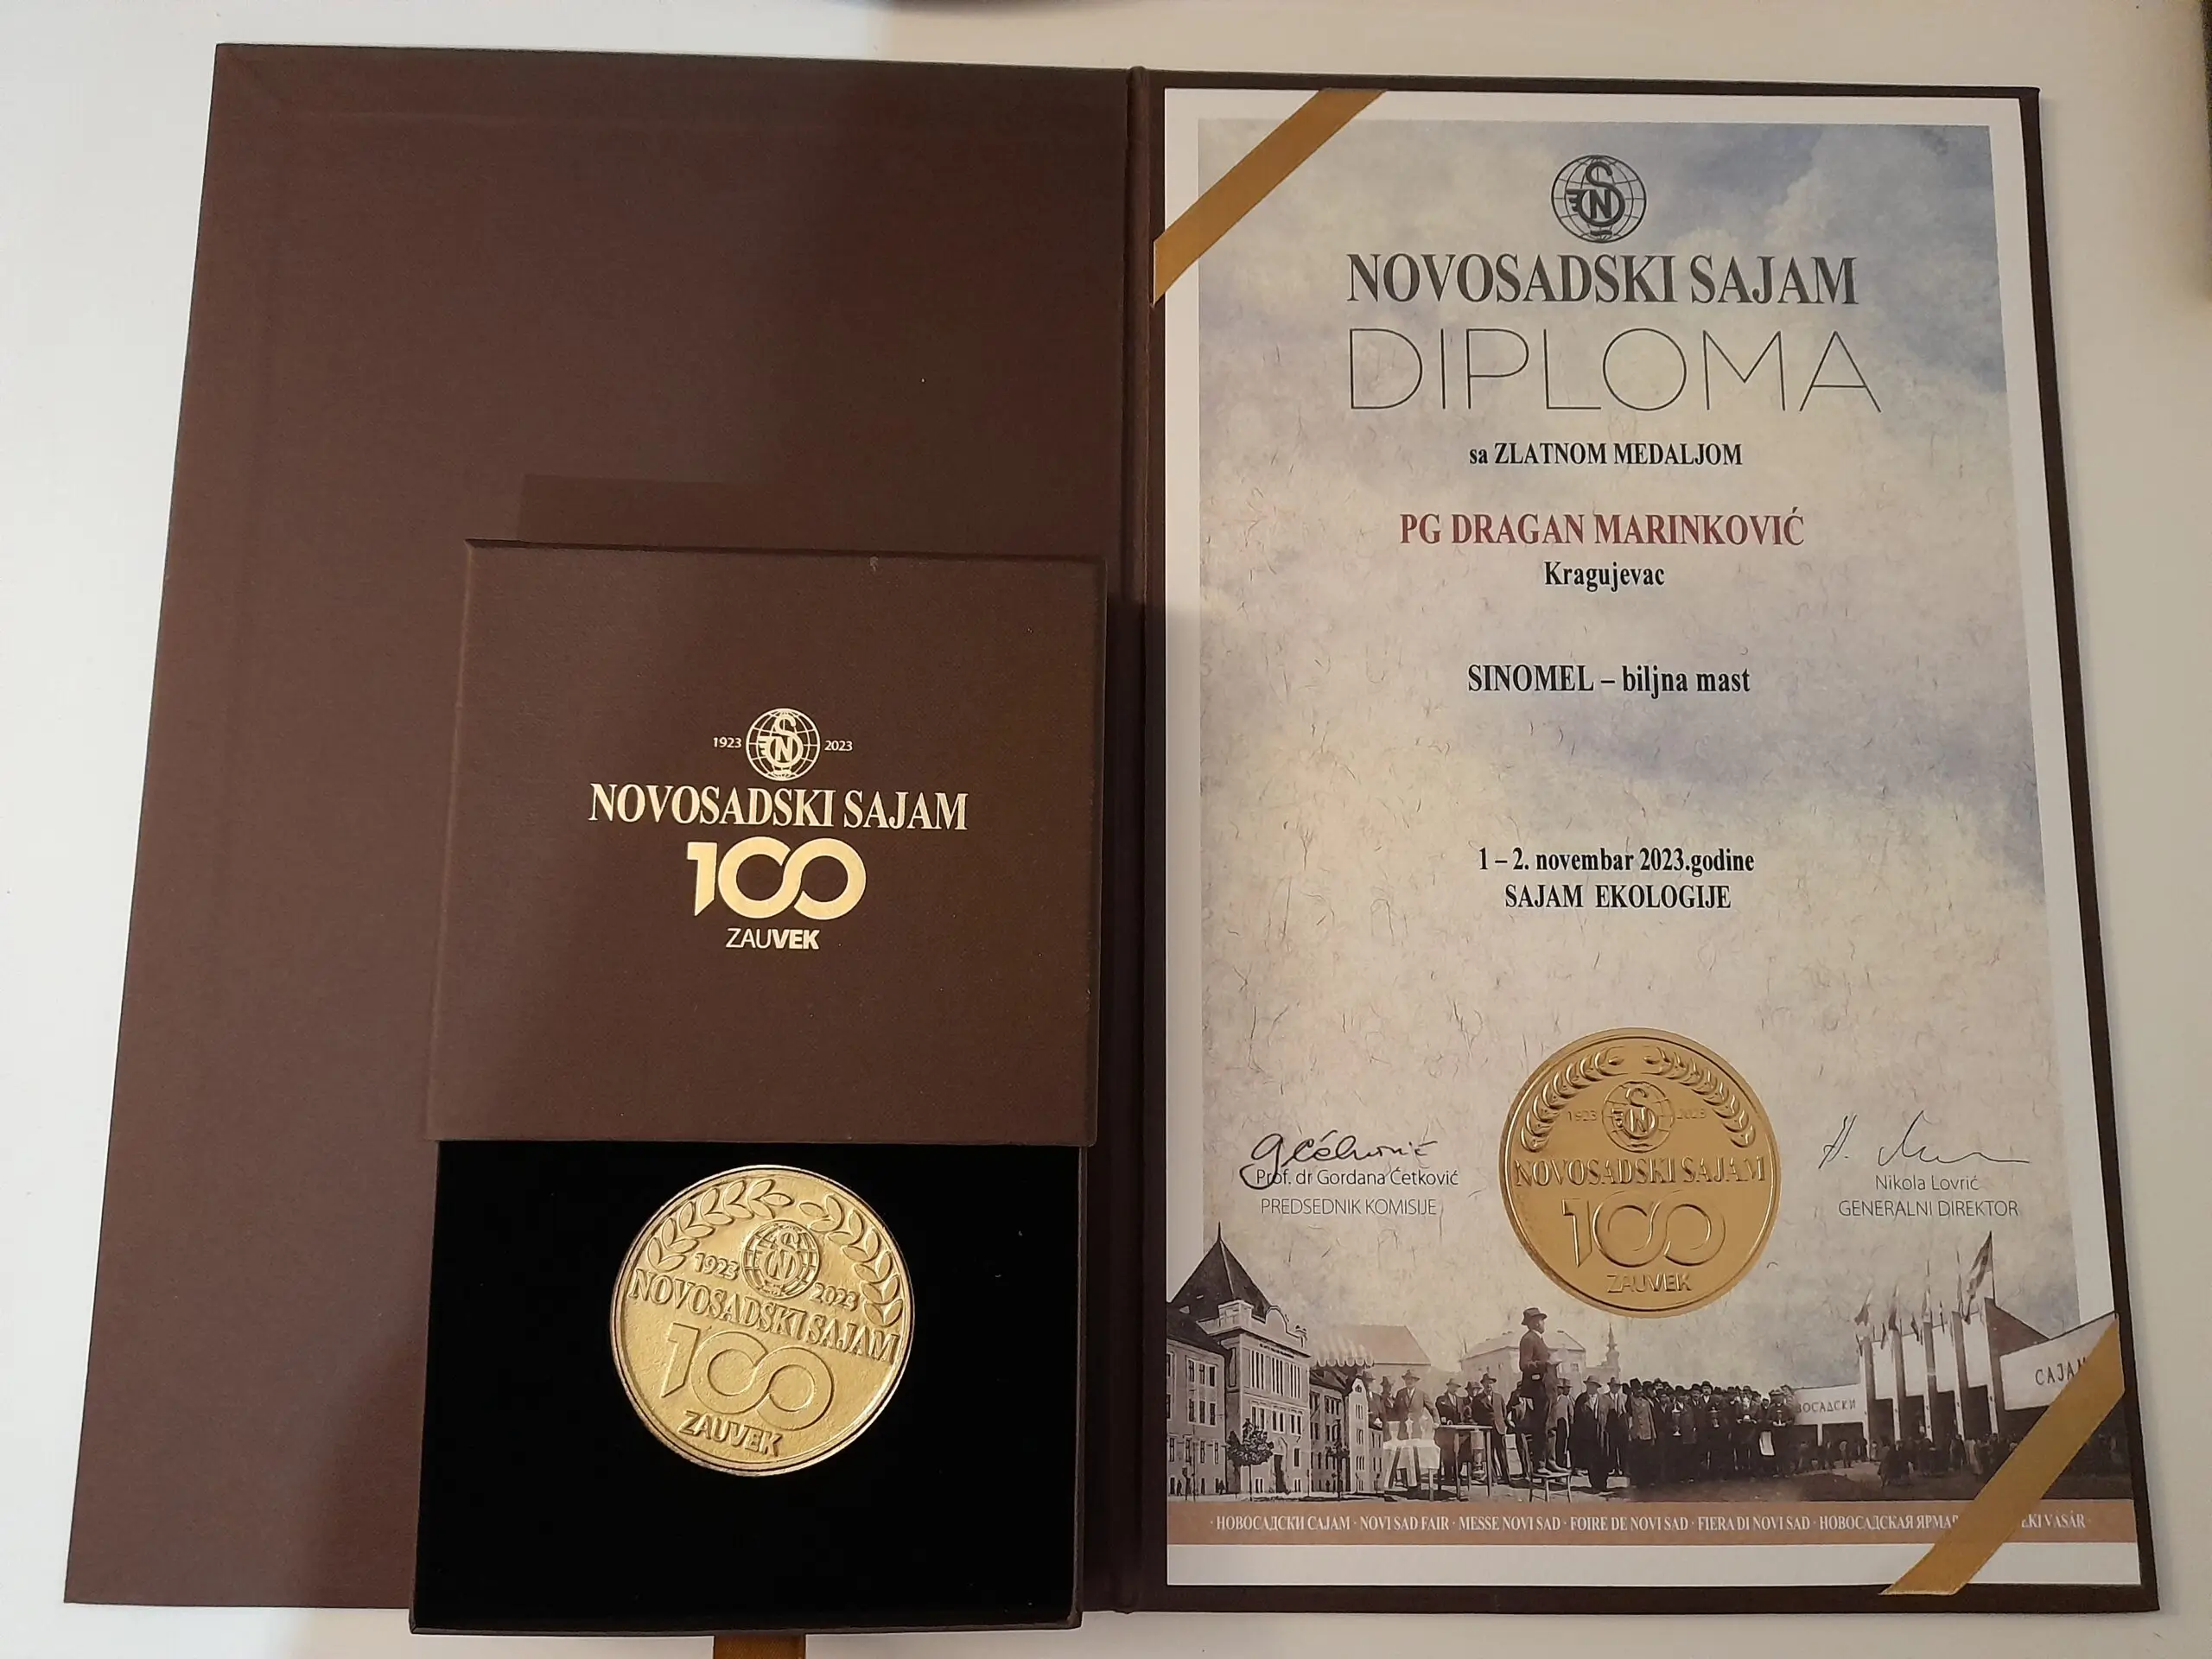 1923 2023
NOVOSADSKI SAJAM
100
ZAUVEK
1923 2023
NOVOSADSKI SAJAM
100
ZAUVEK
NOVOSADSKI SAJAM
DIPLOMA
sa ZLATNOM MEDALJOM
PG DRAGAN MARINKOVIĆ
Kragujevac
SINOMEL – biljna mast
1 – 2. novembar 2023.godine
SAJAM EKOLOGIJE
1923 2023
NOVOSADSKI SAJAM
100
ZAUVEK
Prof. dr Gordana Ćetković
PREDSEDNIK KOMISIJE
Nikola Lovrić
GENERALNI DIREKTOR
САЈАМ
· НОВОСАДСКИ САЈАМ · NOVI SAD FAIR · MESSE NOVI SAD · FOIRE DE NOVI SAD · FIERA DI NOVI SAD · НОВОСАДСКАЯ VÁSÁR ·